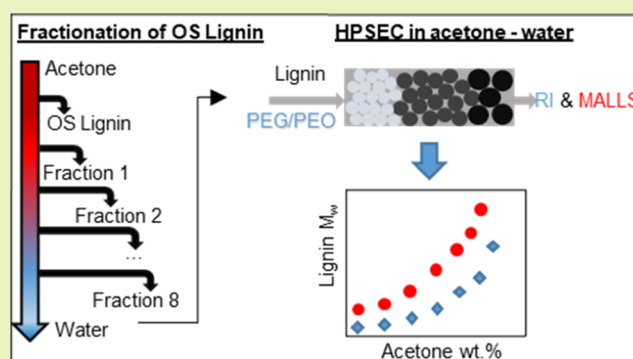 Fractionation of OS Lignin
Acetone
OS Lignin
Fraction 1
Fraction 2
...
Fraction 8
Water
HPSEC in acetone - water
Lignin
PEG/PEO
RI & MALLS
Lignin Mw
Acetone wt.%